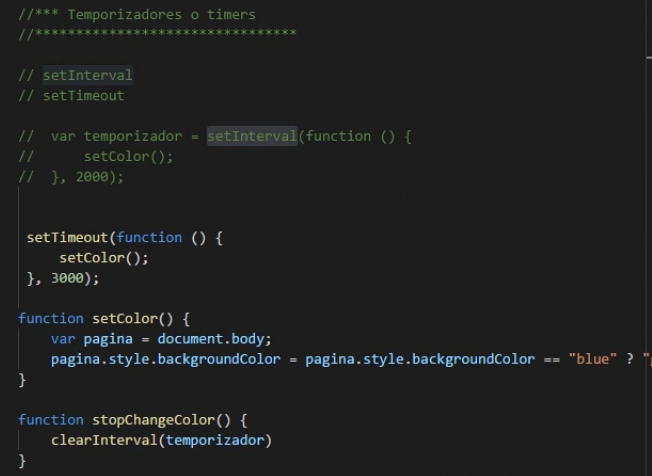 //*** Temporizadores o timers
//********************************
// setInterval
// setTimeout
// var temporizador = setInterval(function () {
// setColor();
// }, 2000);
setTimeout(function () {
setColor();
}, 3000);
function setColor() {
var pagina = document.body;
pagina.style.backgroundColor = pagina.style.backgroundColor == "blue" ? "
}
function stopChangeColor() {
clearInterval(temporizador)
}